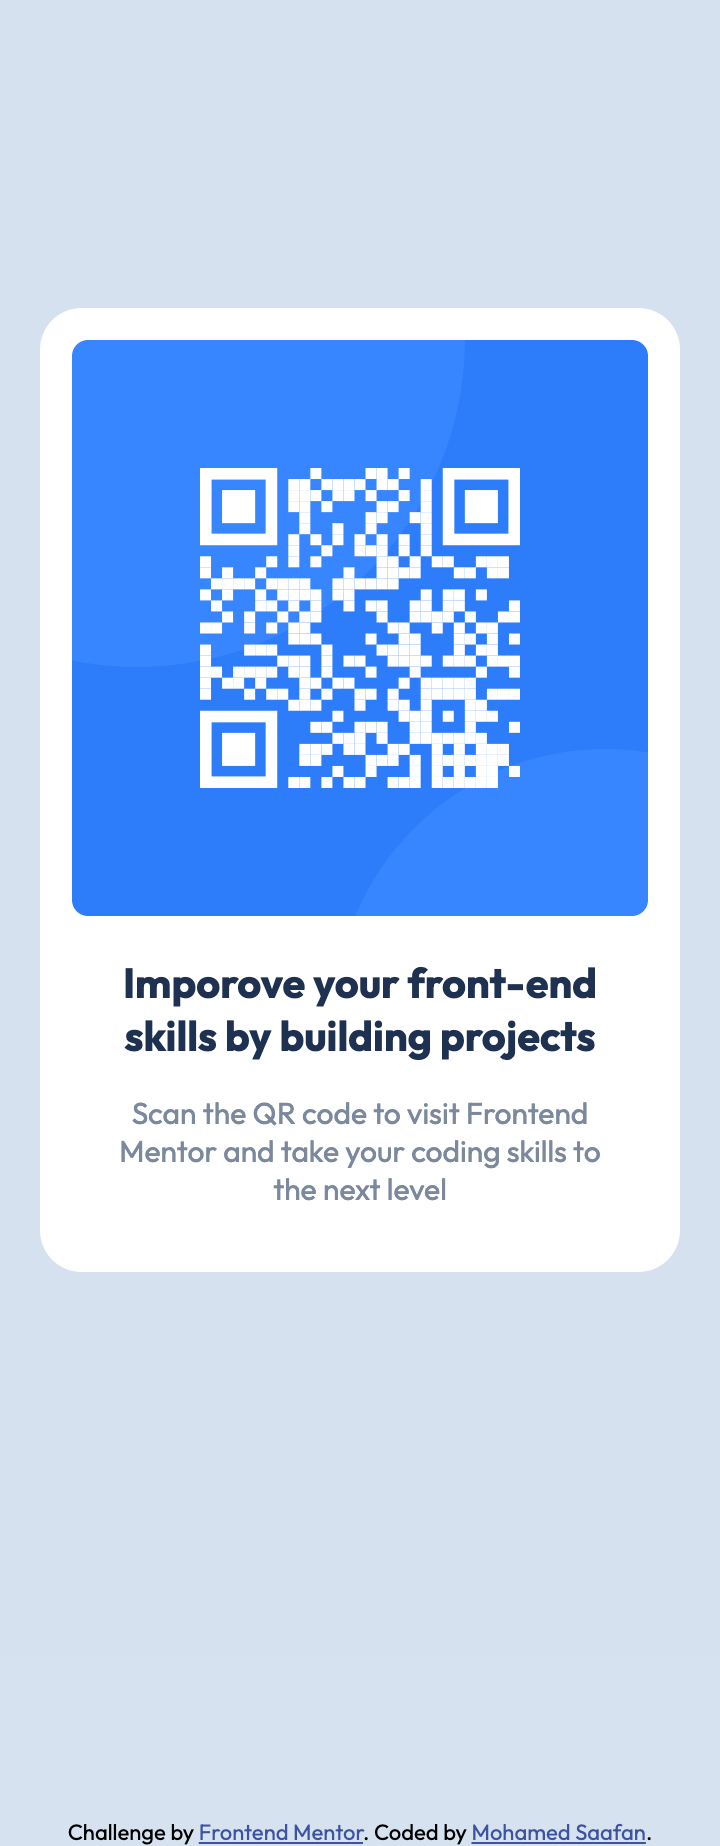 Imporove your front-end
skills by building projects
Scan the QR code to visit Frontend
Mentor and take your coding skills to
the next level
Challenge by Frontend Mentor. Coded by Mohamed Saafan.